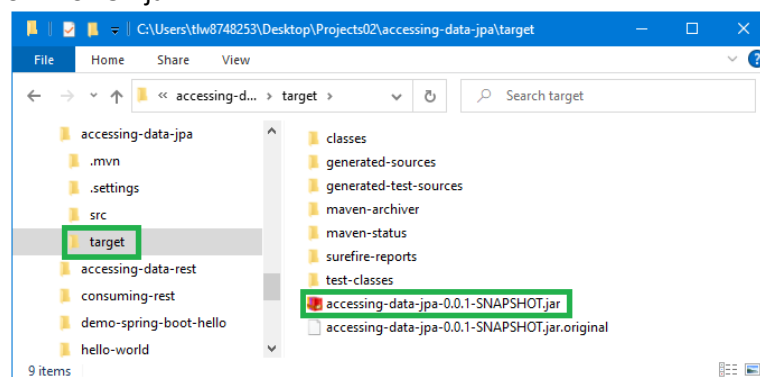 C:\Users\tlw8748253\Desktop\Projects02\accessing-data-jpa\target
File Home Share View
« accessing-d... › target ›
Search target
accessing-data-jpa
.mvn
.settings
src
target
accessing-data-rest
consuming-rest
demo-spring-boot-hello
hello-world
classes
generated-sources
generated-test-sources
maven-archiver
maven-status
surefire-reports
test-classes
accessing-data-jpa-0.0.1-SNAPSHOT.jar
accessing-data-jpa-0.0.1-SNAPSHOT.jar.original
9 items